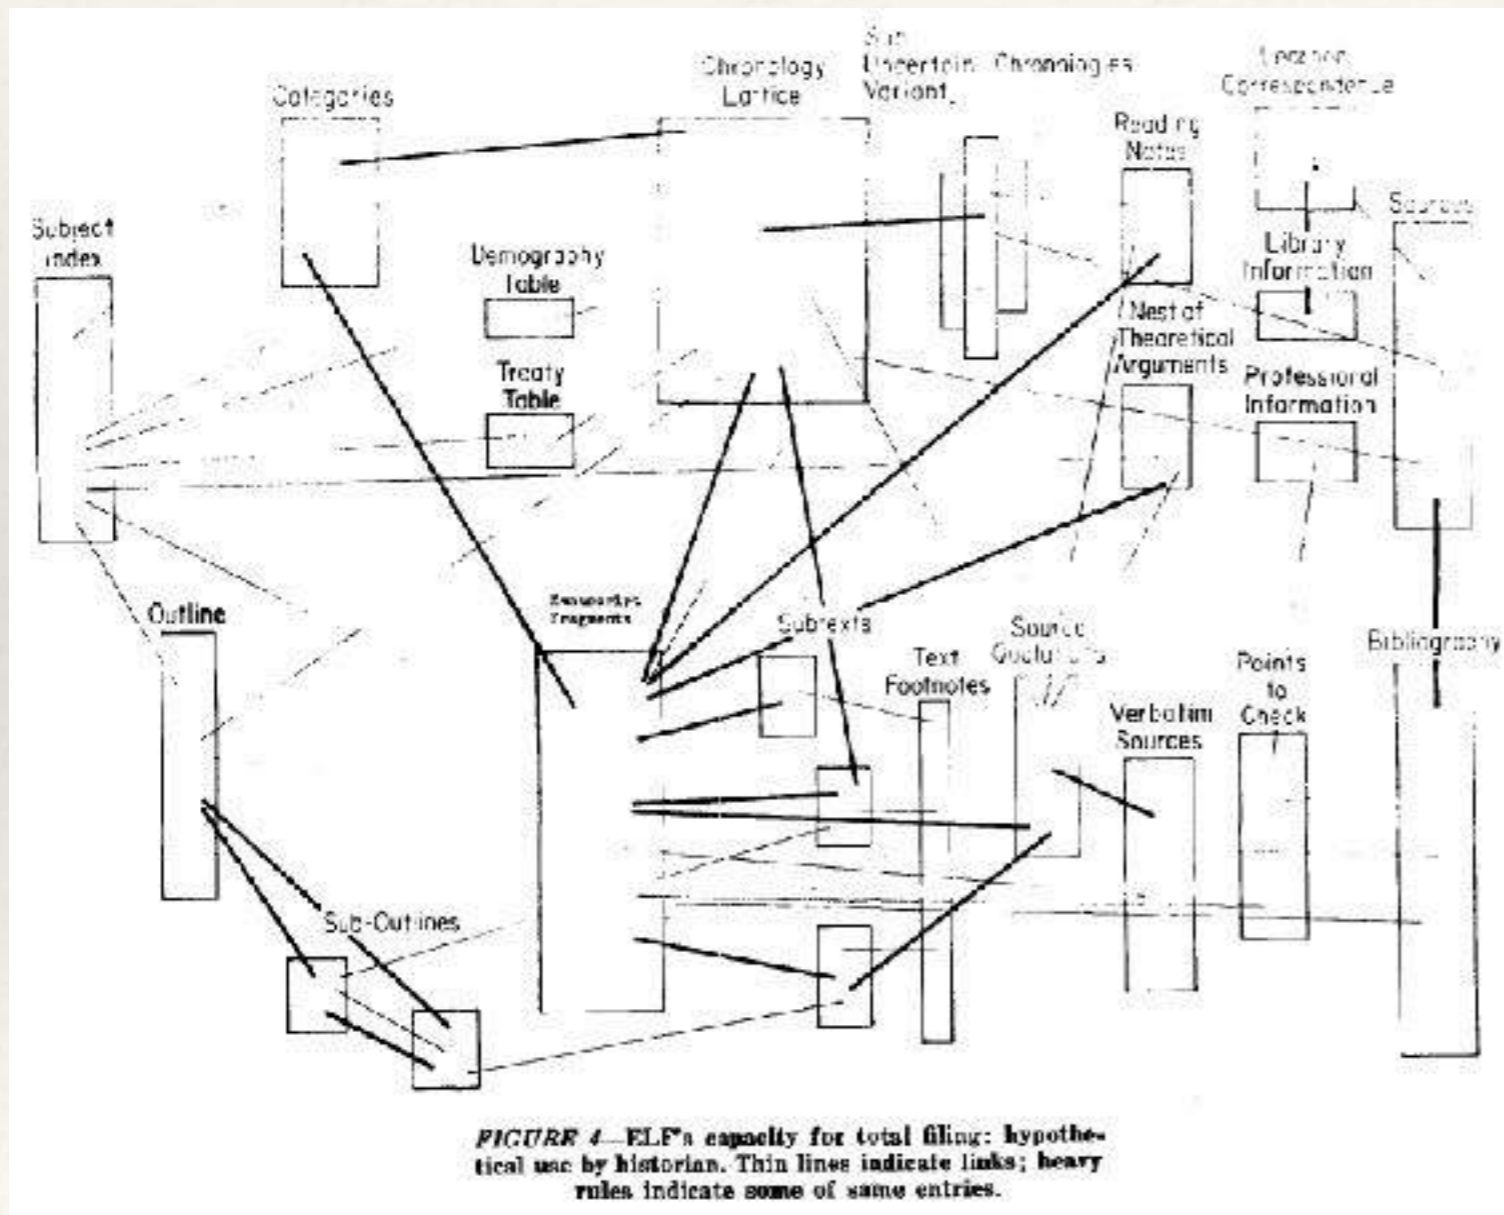 Sub
Chronology
Uncertain Chronologies
Correspondence
Categories
Lattice
Variant
Reading
Notes
Subject
Index
Sources
Demography
Table
Library
Information
Nest of
Theoretical
Arguments
Treaty
Table
Professional
Information
Outline
Manuscript
Fragments
Subtexts
Source
Bibliography
Text
Footnotes
Points
to
Check
Verbatim
Sources
Sub-Outlines
FIGURE 4—ELF's capacity for total filing: hypothe-
tical use by historian. Thin lines indicate links; heavy
rules indicate some of same entries.